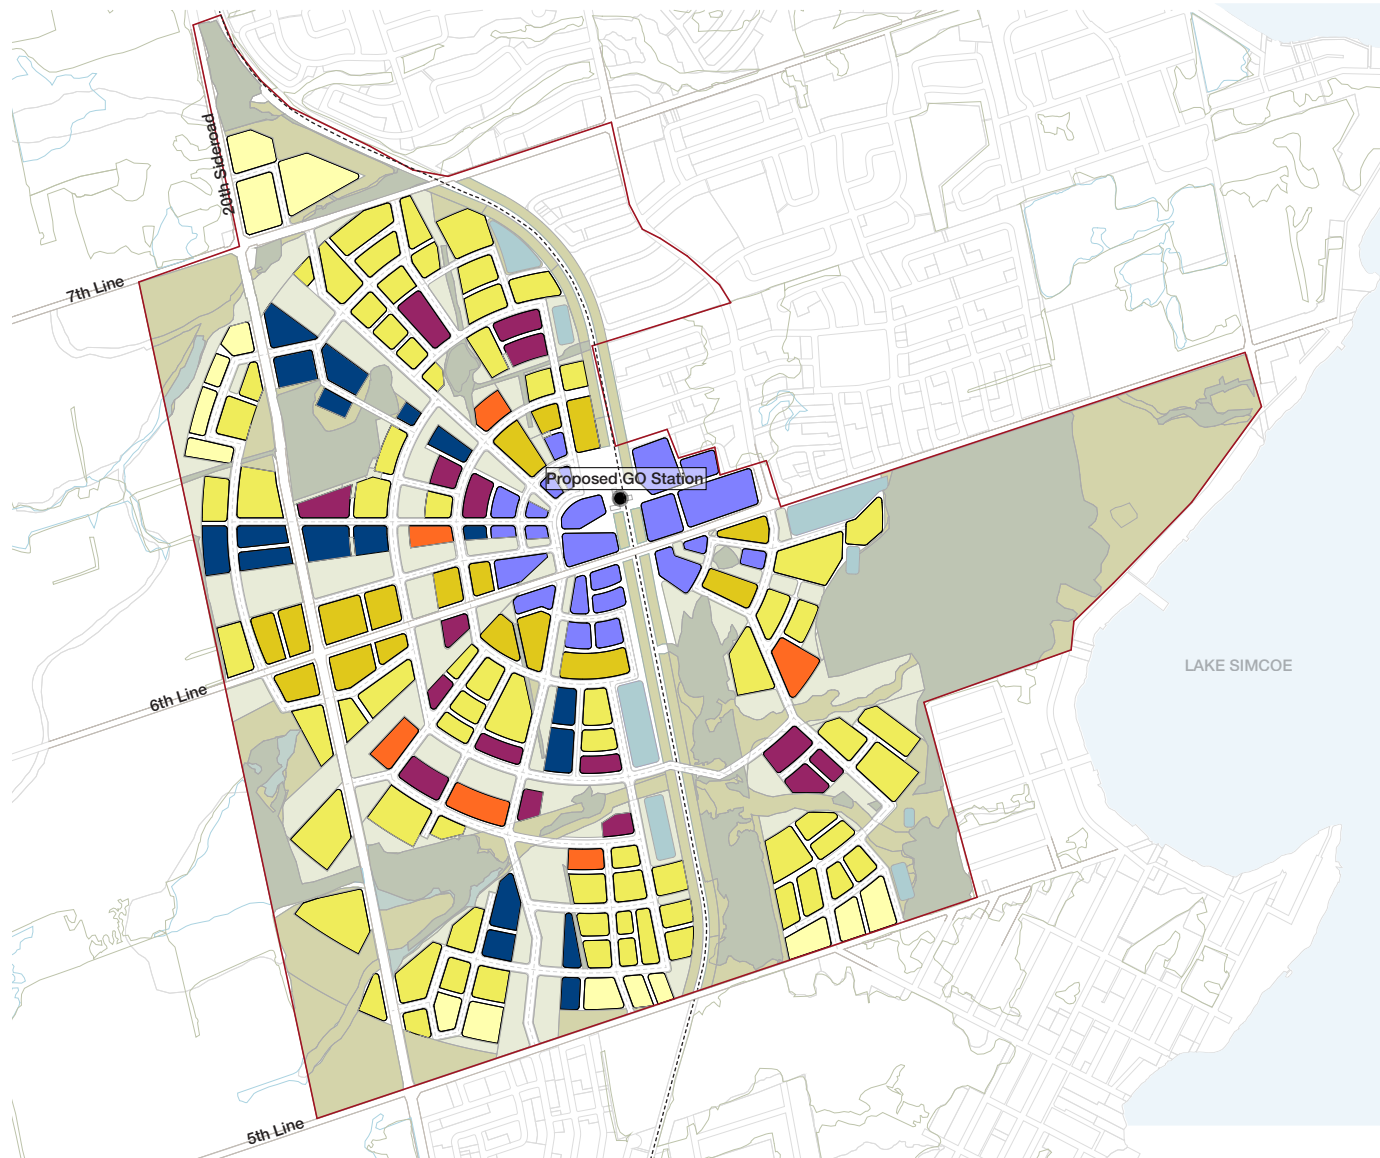 20th Sideroad
7th Line
Proposed GO Station
LAKE SIMCOE
6th Line
5th Line